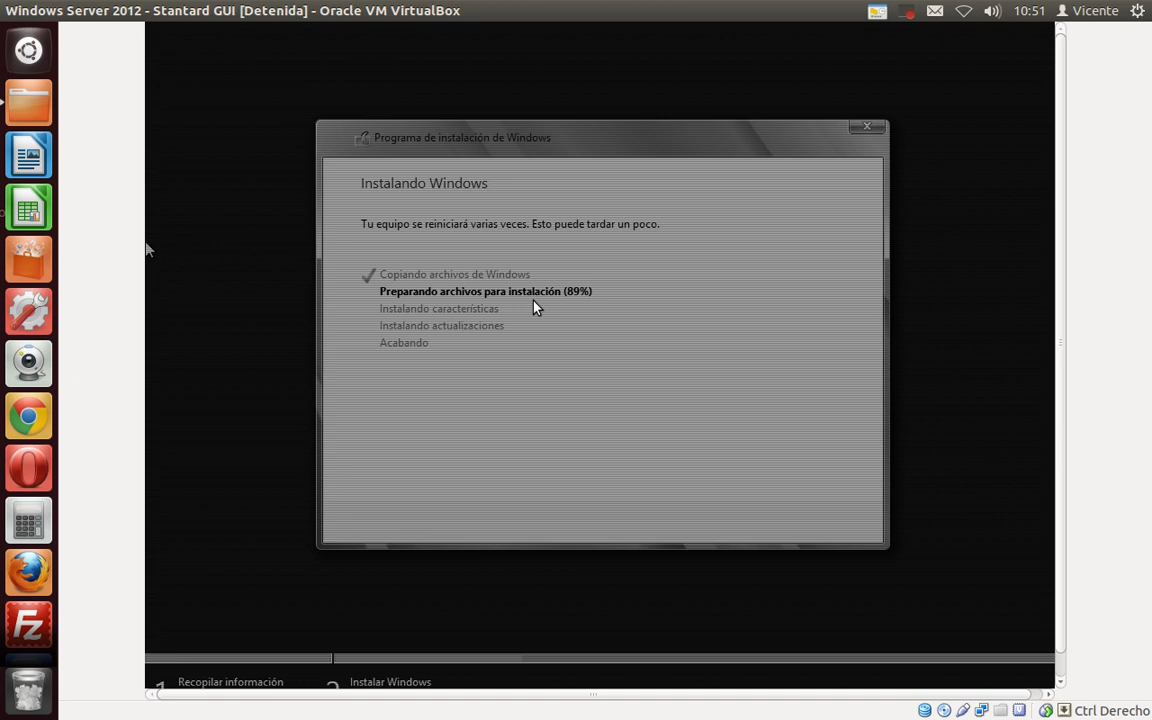 Windows Server 2012 - Stantard GUI [Detenida] - Oracle VM VirtualBox
10:51 Vicente
Programa de instalación de Windows
Instalando Windows
Tu equipo se reiniciará varias veces. Esto puede tardar un poco.
Copiando archivos de Windows
Preparando archivos para instalación (89%)
Instalando características
Instalando actualizaciones
Acabando
1 Recopilar información 2 Instalar Windows
Ctrl Derecho